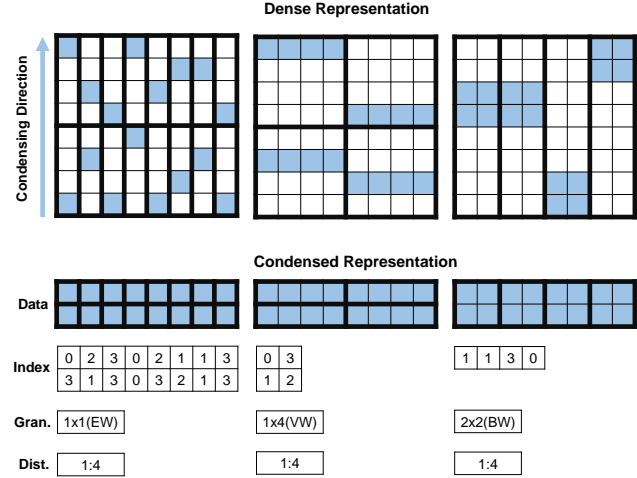 Dense Representation
Condensing Direction
Condensed Representation
Data
Index
0 2 3 0 2 1 1 3
3 1 3 0 3 2 1 3
0 3
1 2
1 1 3 0
Gran. 1x1(EW) 1x4(VW) 2x2(BW)
Dist. 1:4 1:4 1:4